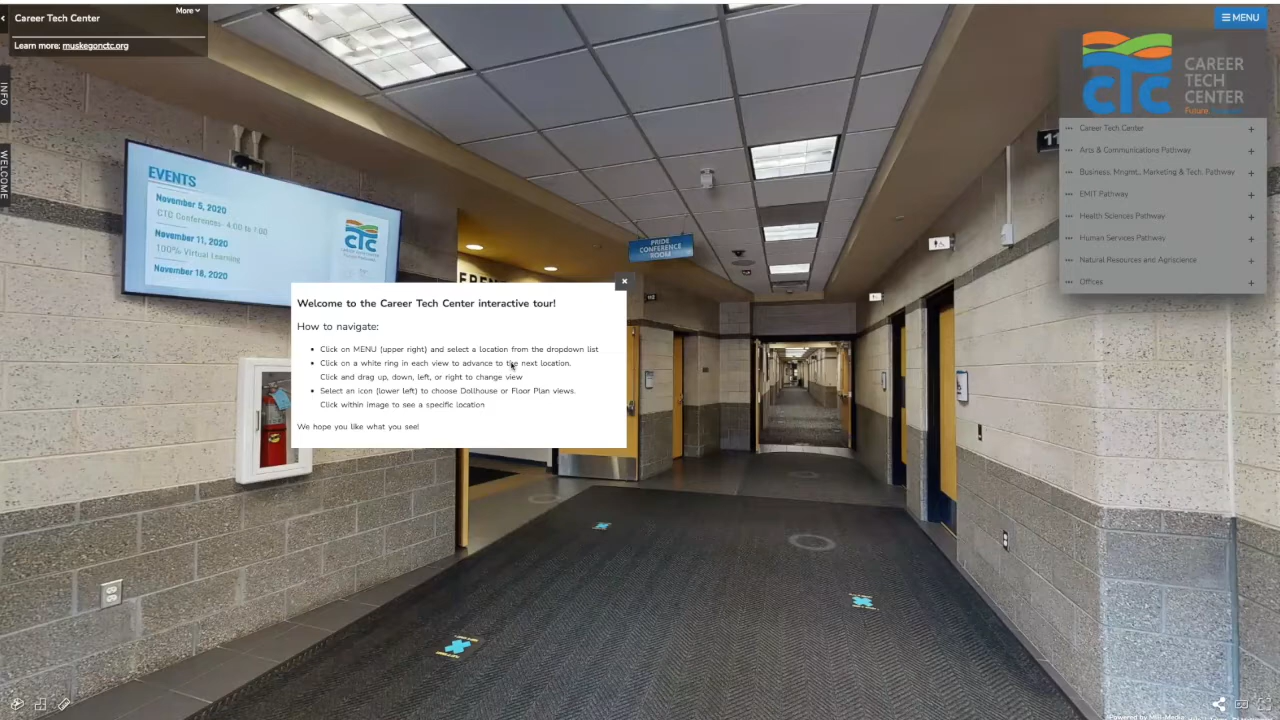 Career Tech Center
More
Learn more: muskegonctc.org
INFO
WELCOME
MENU
CTC CAREER
TECH
CENTER
Future
Career Tech Center +
Arts & Communications Pathway +
Business, Mngmt., Marketing & Tech. Pathway +
EMIT Pathway +
Health Sciences Pathway +
Human Services Pathway +
Natural Resources and Agriscience +
Offices +
11
EVENTS
November 5, 2020
CTC Conferences- 4:00 to 7:00
November 11, 2020
100% Virtual Learning
November 18, 2020
CTC
PRIDE
CONFERENCE
ROOM
Welcome to the Career Tech Center interactive tour!
How to navigate:
• Click on MENU (upper right) and select a location from the dropdown list
• Click on a white ring in each view to advance to the next location.
Click and drag up, down, left, or right to change view
• Select an icon (lower left) to choose Dollhouse or Floor Plan views.
Click within image to see a specific location
We hope you like what you see!